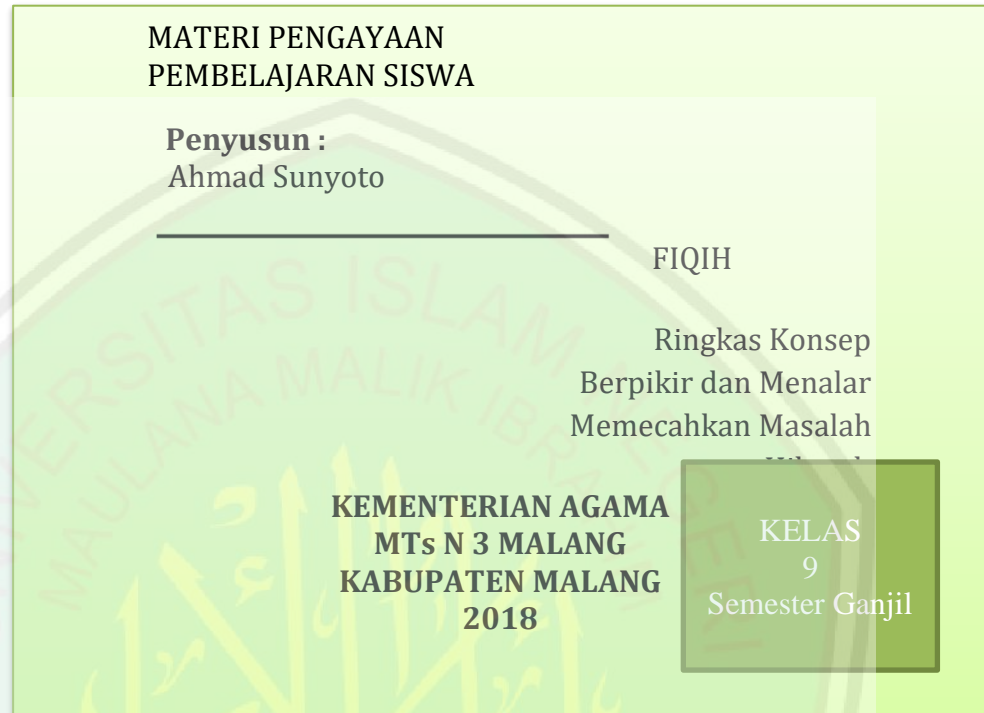 MATERI PENGAYAAN
PEMBELAJARAN SISWA
Penyusun :
Ahmad Sunyoto
FIQIH
Ringkas Konsep
Berpikir dan Menalar
Memecahkan Masalah
KEMENTERIAN AGAMA
MTs N 3 MALANG
KABUPATEN MALANG
2018
KELAS
9
Semester Ganjil